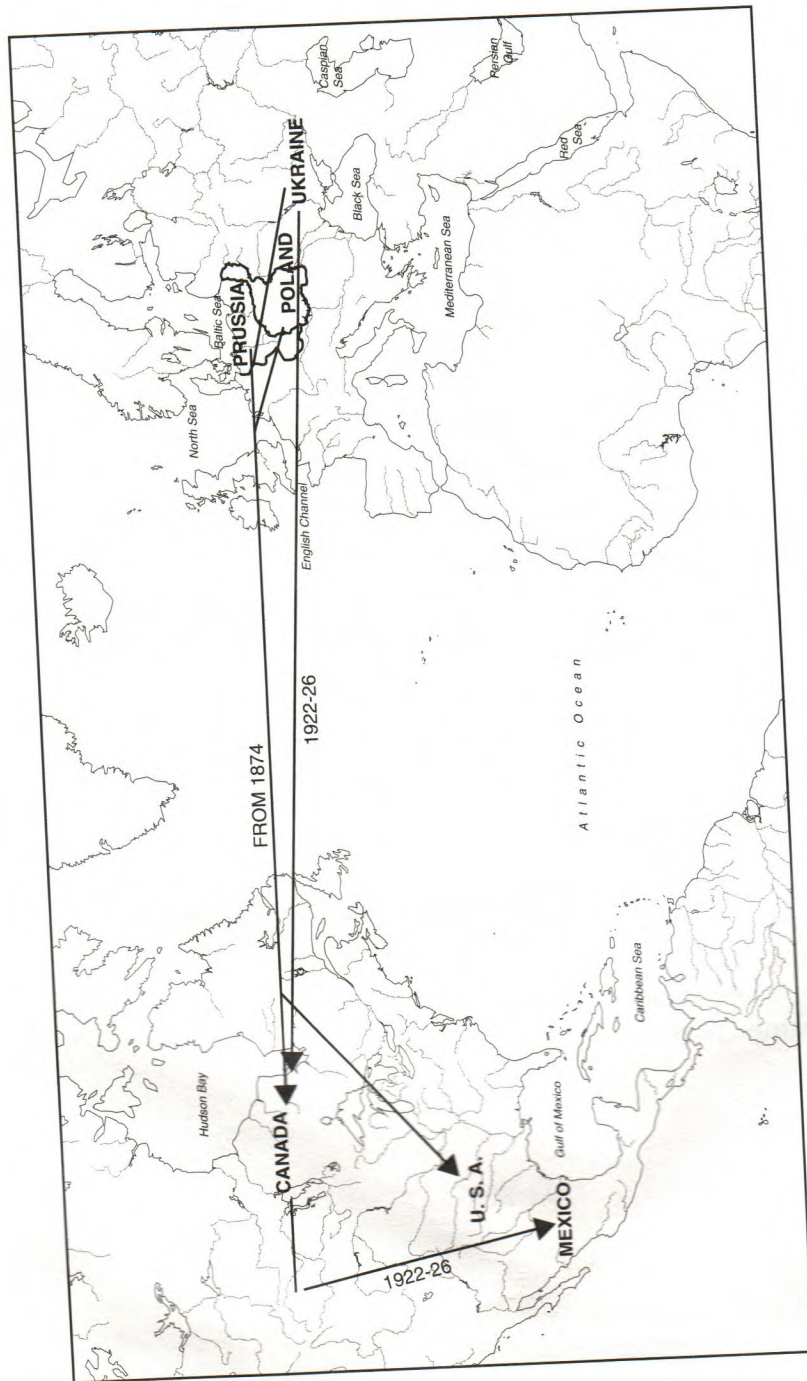 Hudson Bay
CANADA
U. S. A.
MEXICO
Gulf of Mexico
Caribbean Sea
1922-26
FROM 1874
1922-26
Atlantic Ocean
North Sea
English Channel
Baltic Sea
PRUSSIA
POLAND
UKRAINE
Black Sea
Mediterranean Sea
Caspian
Sea
Persian
Gulf
Red
Sea